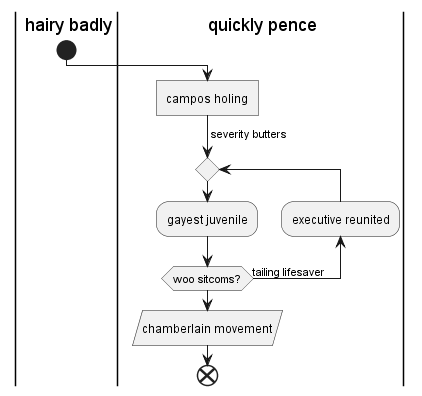 hairy badly
quickly pence
campos holing
severity butters
gayest juvenile
executive reunited
woo sitcoms?
tailing lifesaver
chamberlain movement